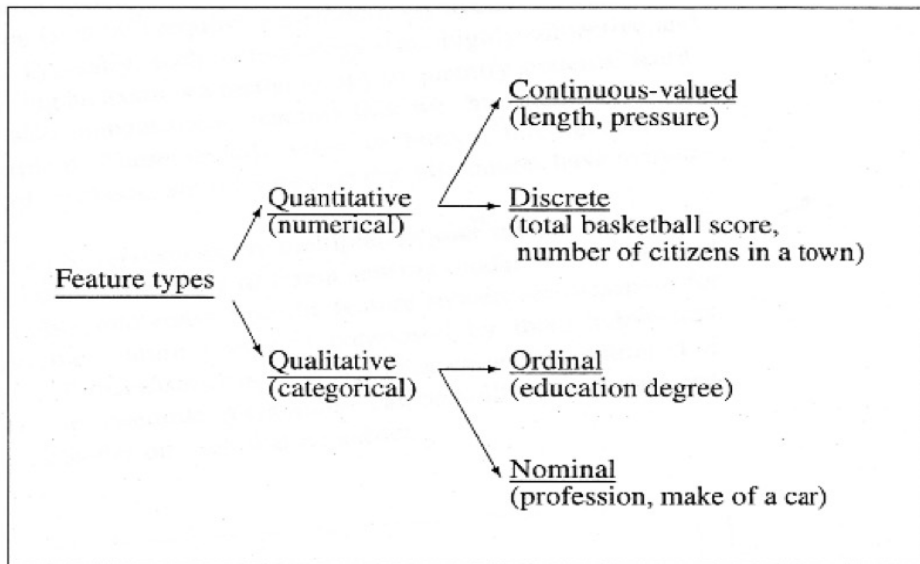 Continuous-valued
(length, pressure)
Quantitative
(numerical)
Discrete
(total basketball score,
number of citizens in a town)
Feature types
Qualitative
(categorical)
Ordinal
(education degree)
Nominal
(profession, make of a car)